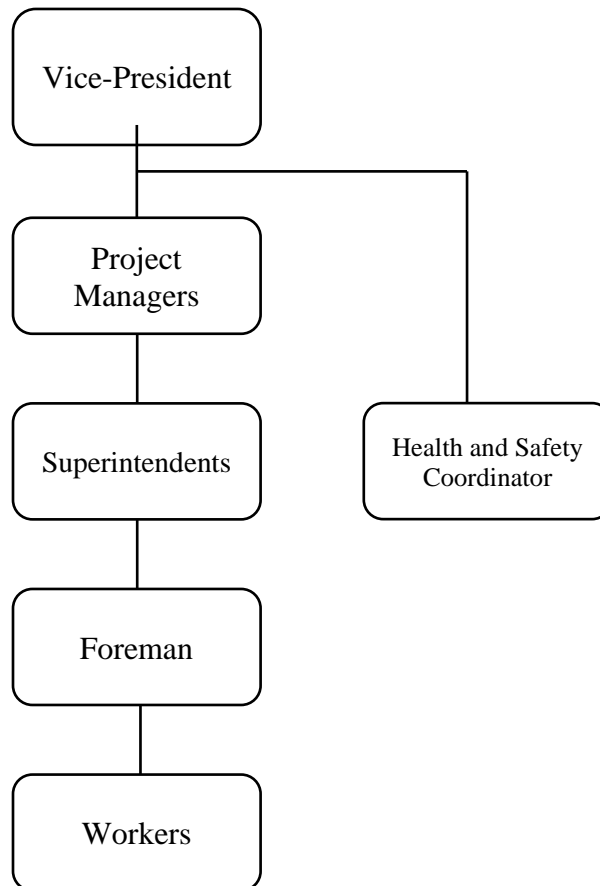 Vice-President
Project
Managers
Superintendents
Health and Safety
Coordinator
Foreman
Workers